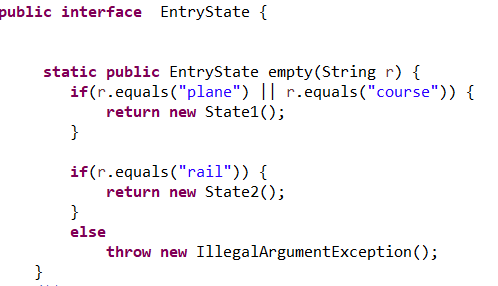 public interface  EntryState {
static public EntryState empty(String r) {
if(r.equals("plane") || r.equals("course")) {
return new State1();
}
if(r.equals("rail")) {
return new State2();
}
else
throw new IllegalArgumentException();
}